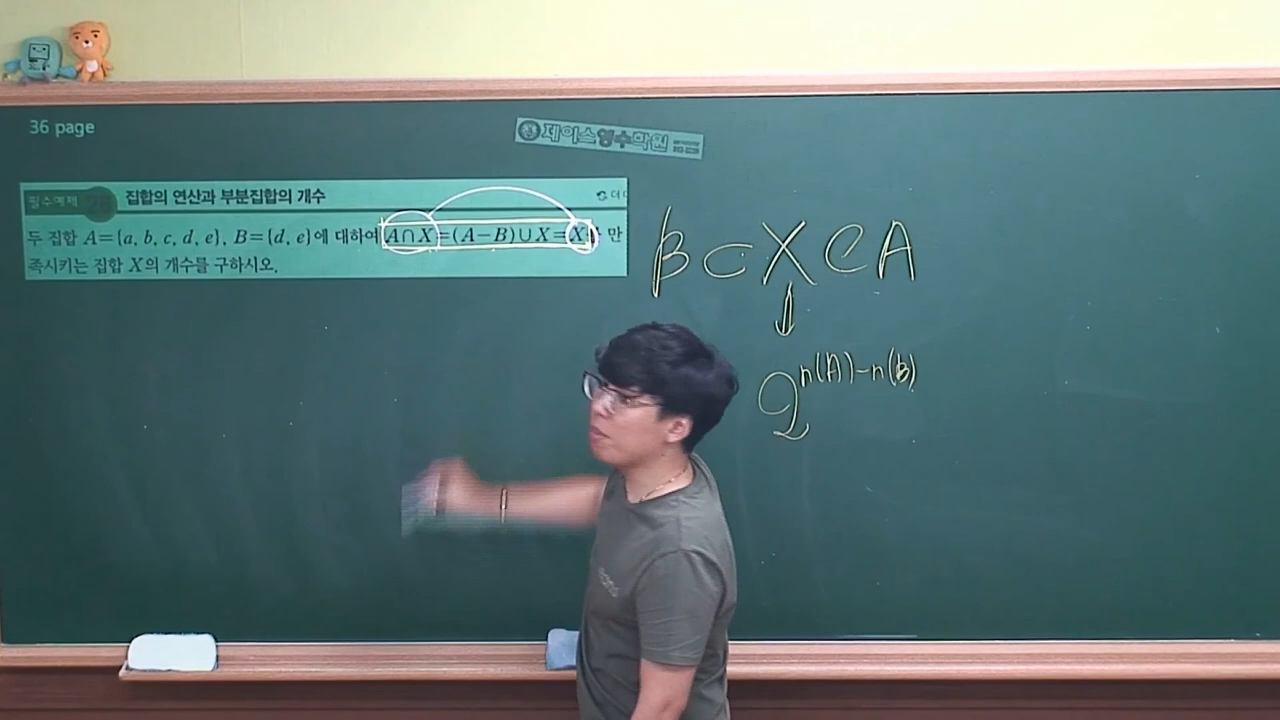 36 page
제이스영수학원
필수예제 28 집합의 연산과 부분집합의 개수
두 집합 A={a, b, c, d, e}, B={d, e}에 대하여 A∩X=(A−B)∪X=X를 만
족시키는 집합 X의 개수를 구하시오.
B⊂X⊂A
↓
2^{n(A)−n(B)}